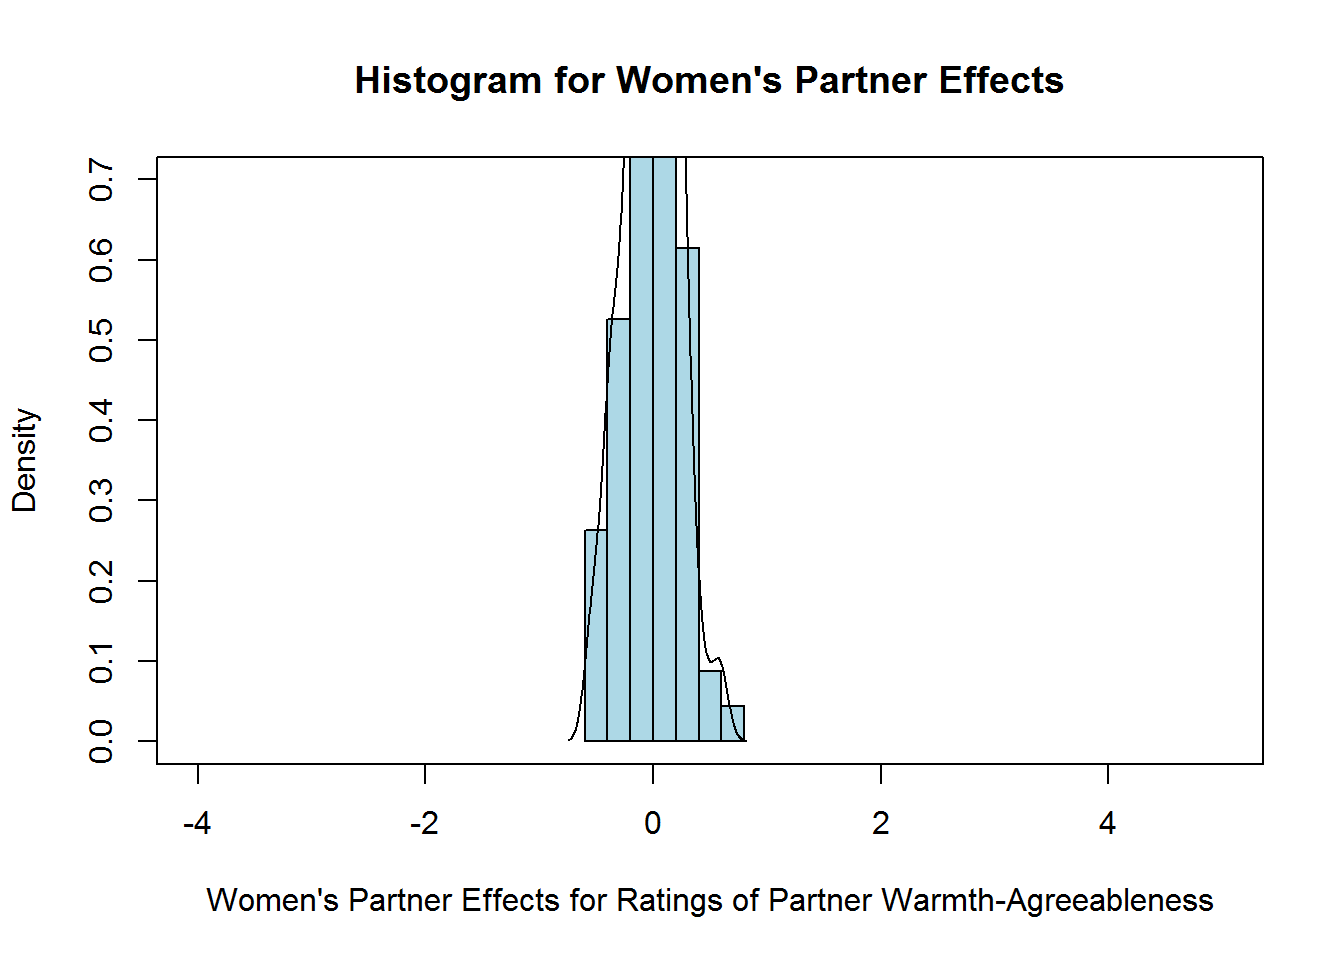 Histogram for Women's Partner Effects
0.7
0.6
0.5
0.4
0.3
0.2
0.1
0.0
Density
-4 -2 0 2 4
Women's Partner Effects for Ratings of Partner Warmth-Agreeableness